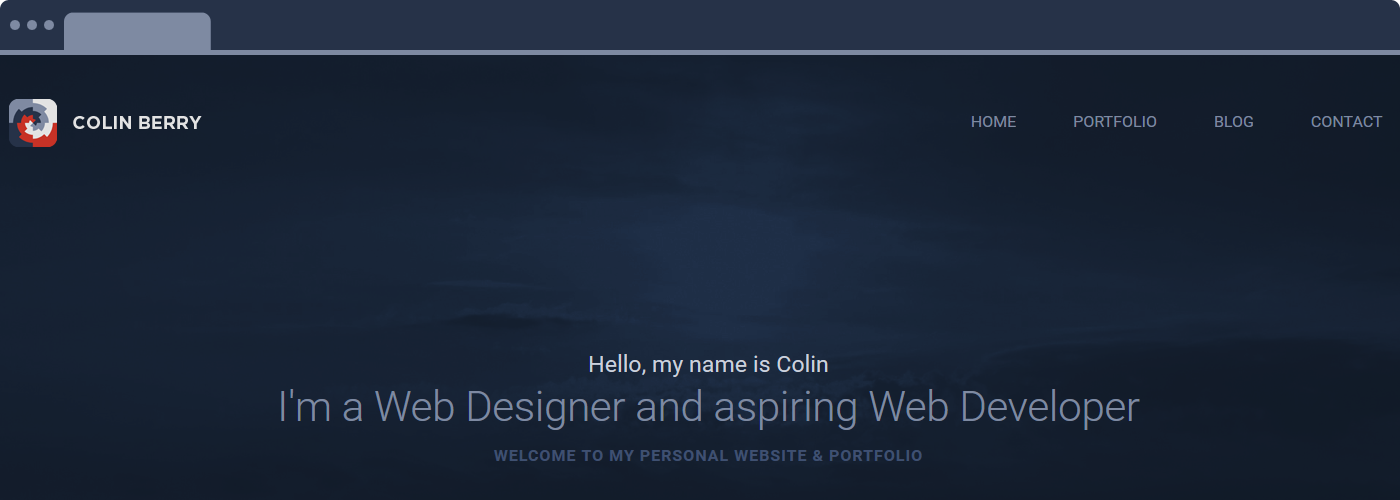 COLIN BERRY
HOME PORTFOLIO BLOG CONTACT
Hello, my name is Colin
I'm a Web Designer and aspiring Web Developer
WELCOME TO MY PERSONAL WEBSITE & PORTFOLIO